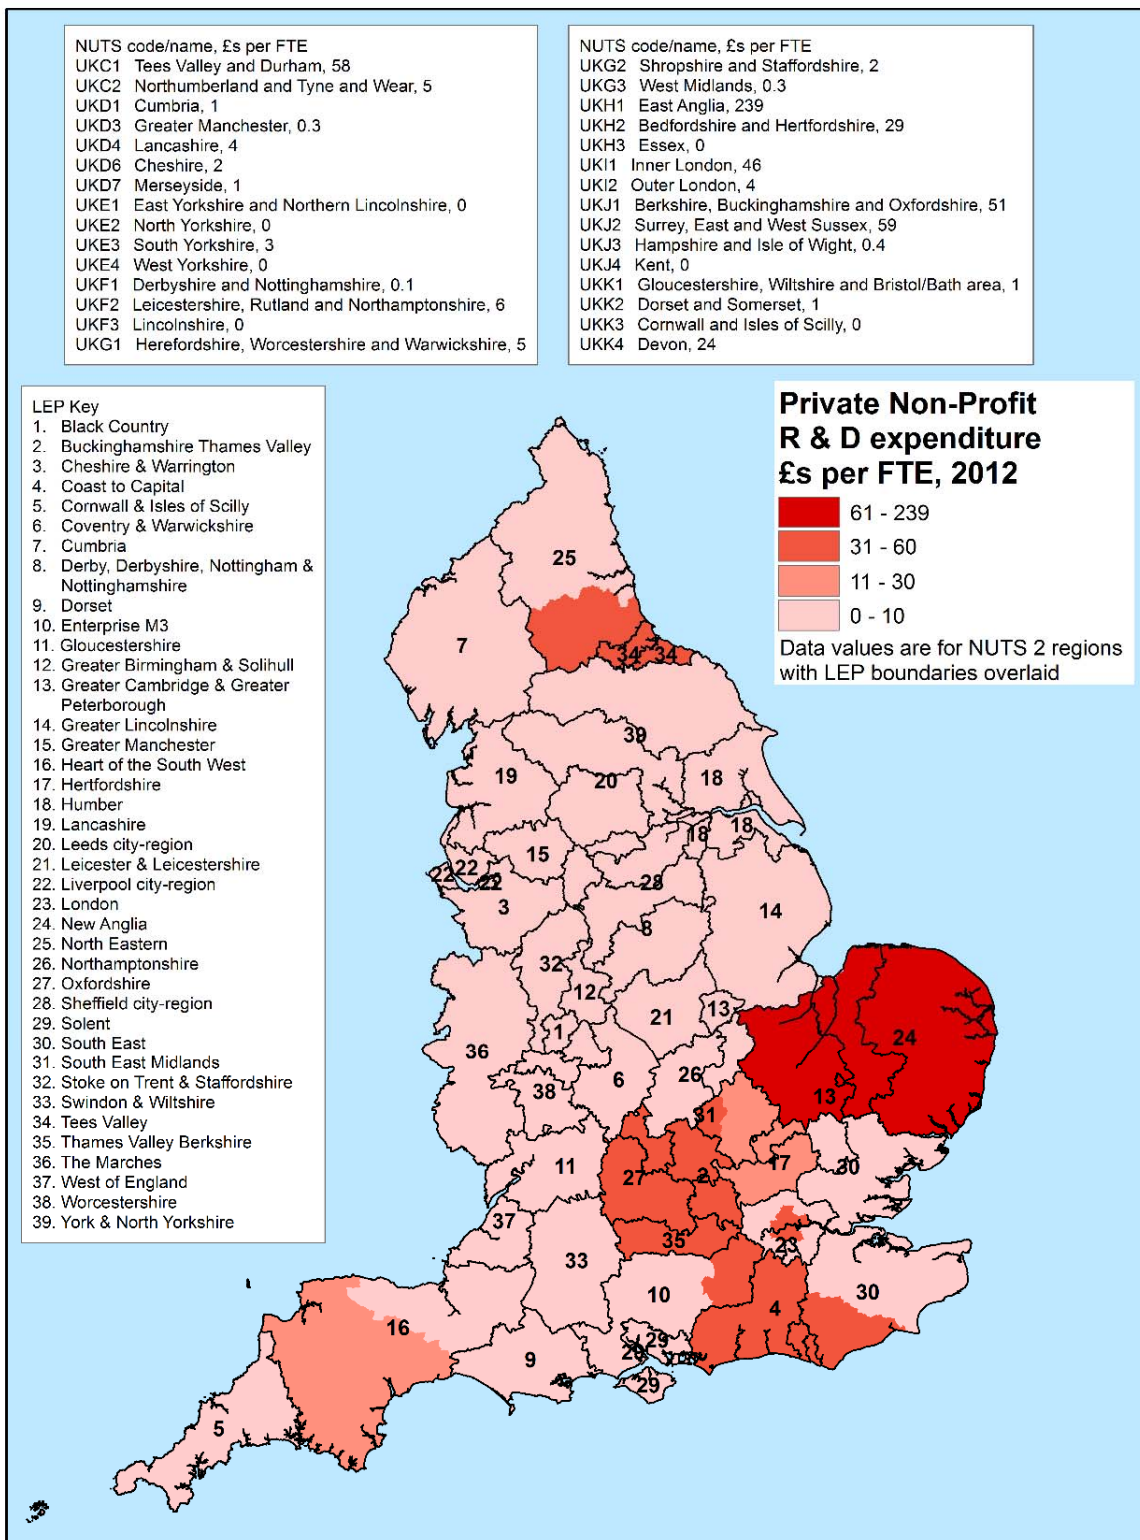 NUTS code/name, £s per FTE
UKC1 Tees Valley and Durham, 58
UKC2 Northumberland and Tyne and Wear, 5
UKD1 Cumbria, 1
UKD3 Greater Manchester, 0.3
UKD4 Lancashire, 4
UKD6 Cheshire, 2
UKD7 Merseyside, 1
UKE1 East Yorkshire and Northern Lincolnshire, 0
UKE2 North Yorkshire, 0
UKE3 South Yorkshire, 3
UKE4 West Yorkshire, 0
UKF1 Derbyshire and Nottinghamshire, 0.1
UKF2 Leicestershire, Rutland and Northamptonshire, 6
UKF3 Lincolnshire, 0
UKG1 Herefordshire, Worcestershire and Warwickshire, 5
NUTS code/name, £s per FTE
UKG2 Shropshire and Staffordshire, 2
UKG3 West Midlands, 0.3
UKH1 East Anglia, 239
UKH2 Bedfordshire and Hertfordshire, 29
UKH3 Essex, 0
UKI1 Inner London, 46
UKI2 Outer London, 4
UKJ1 Berkshire, Buckinghamshire and Oxfordshire, 51
UKJ2 Surrey, East and West Sussex, 59
UKJ3 Hampshire and Isle of Wight, 0.4
UKJ4 Kent, 0
UKK1 Gloucestershire, Wiltshire and Bristol/Bath area, 1
UKK2 Dorset and Somerset, 1
UKK3 Cornwall and Isles of Scilly, 0
UKK4 Devon, 24
LEP Key
1. Black Country
2. Buckinghamshire Thames Valley
3. Cheshire & Warrington
4. Coast to Capital
5. Cornwall & Isles of Scilly
6. Coventry & Warwickshire
7. Cumbria
8. Derby, Derbyshire, Nottingham &
Nottinghamshire
9. Dorset
10. Enterprise M3
11. Gloucestershire
12. Greater Birmingham & Solihull
13. Greater Cambridge & Greater
Peterborough
14. Greater Lincolnshire
15. Greater Manchester
16. Heart of the South West
17. Hertfordshire
18. Humber
19. Lancashire
20. Leeds city-region
21. Leicester & Leicestershire
22. Liverpool city-region
23. London
24. New Anglia
25. North Eastern
26. Northamptonshire
27. Oxfordshire
28. Sheffield city-region
29. Solent
30. South East
31. South East Midlands
32. Stoke on Trent & Staffordshire
33. Swindon & Wiltshire
34. Tees Valley
35. Thames Valley Berkshire
36. The Marches
37. West of England
38. Worcestershire
39. York & North Yorkshire
Private Non-Profit
R & D expenditure
£s per FTE, 2012
61 - 239
31 - 60
11 - 30
0 - 10
Data values are for NUTS 2 regions
with LEP boundaries overlaid
25
7
34
34
39
19
20
18
18
18
15
22
22
22
28
3
14
8
32
12
13
21
1
24
36
26
6
38
13
31
11
27
2
17
30
37
35
23
33
10
30
4
16
29
29
9
29
5